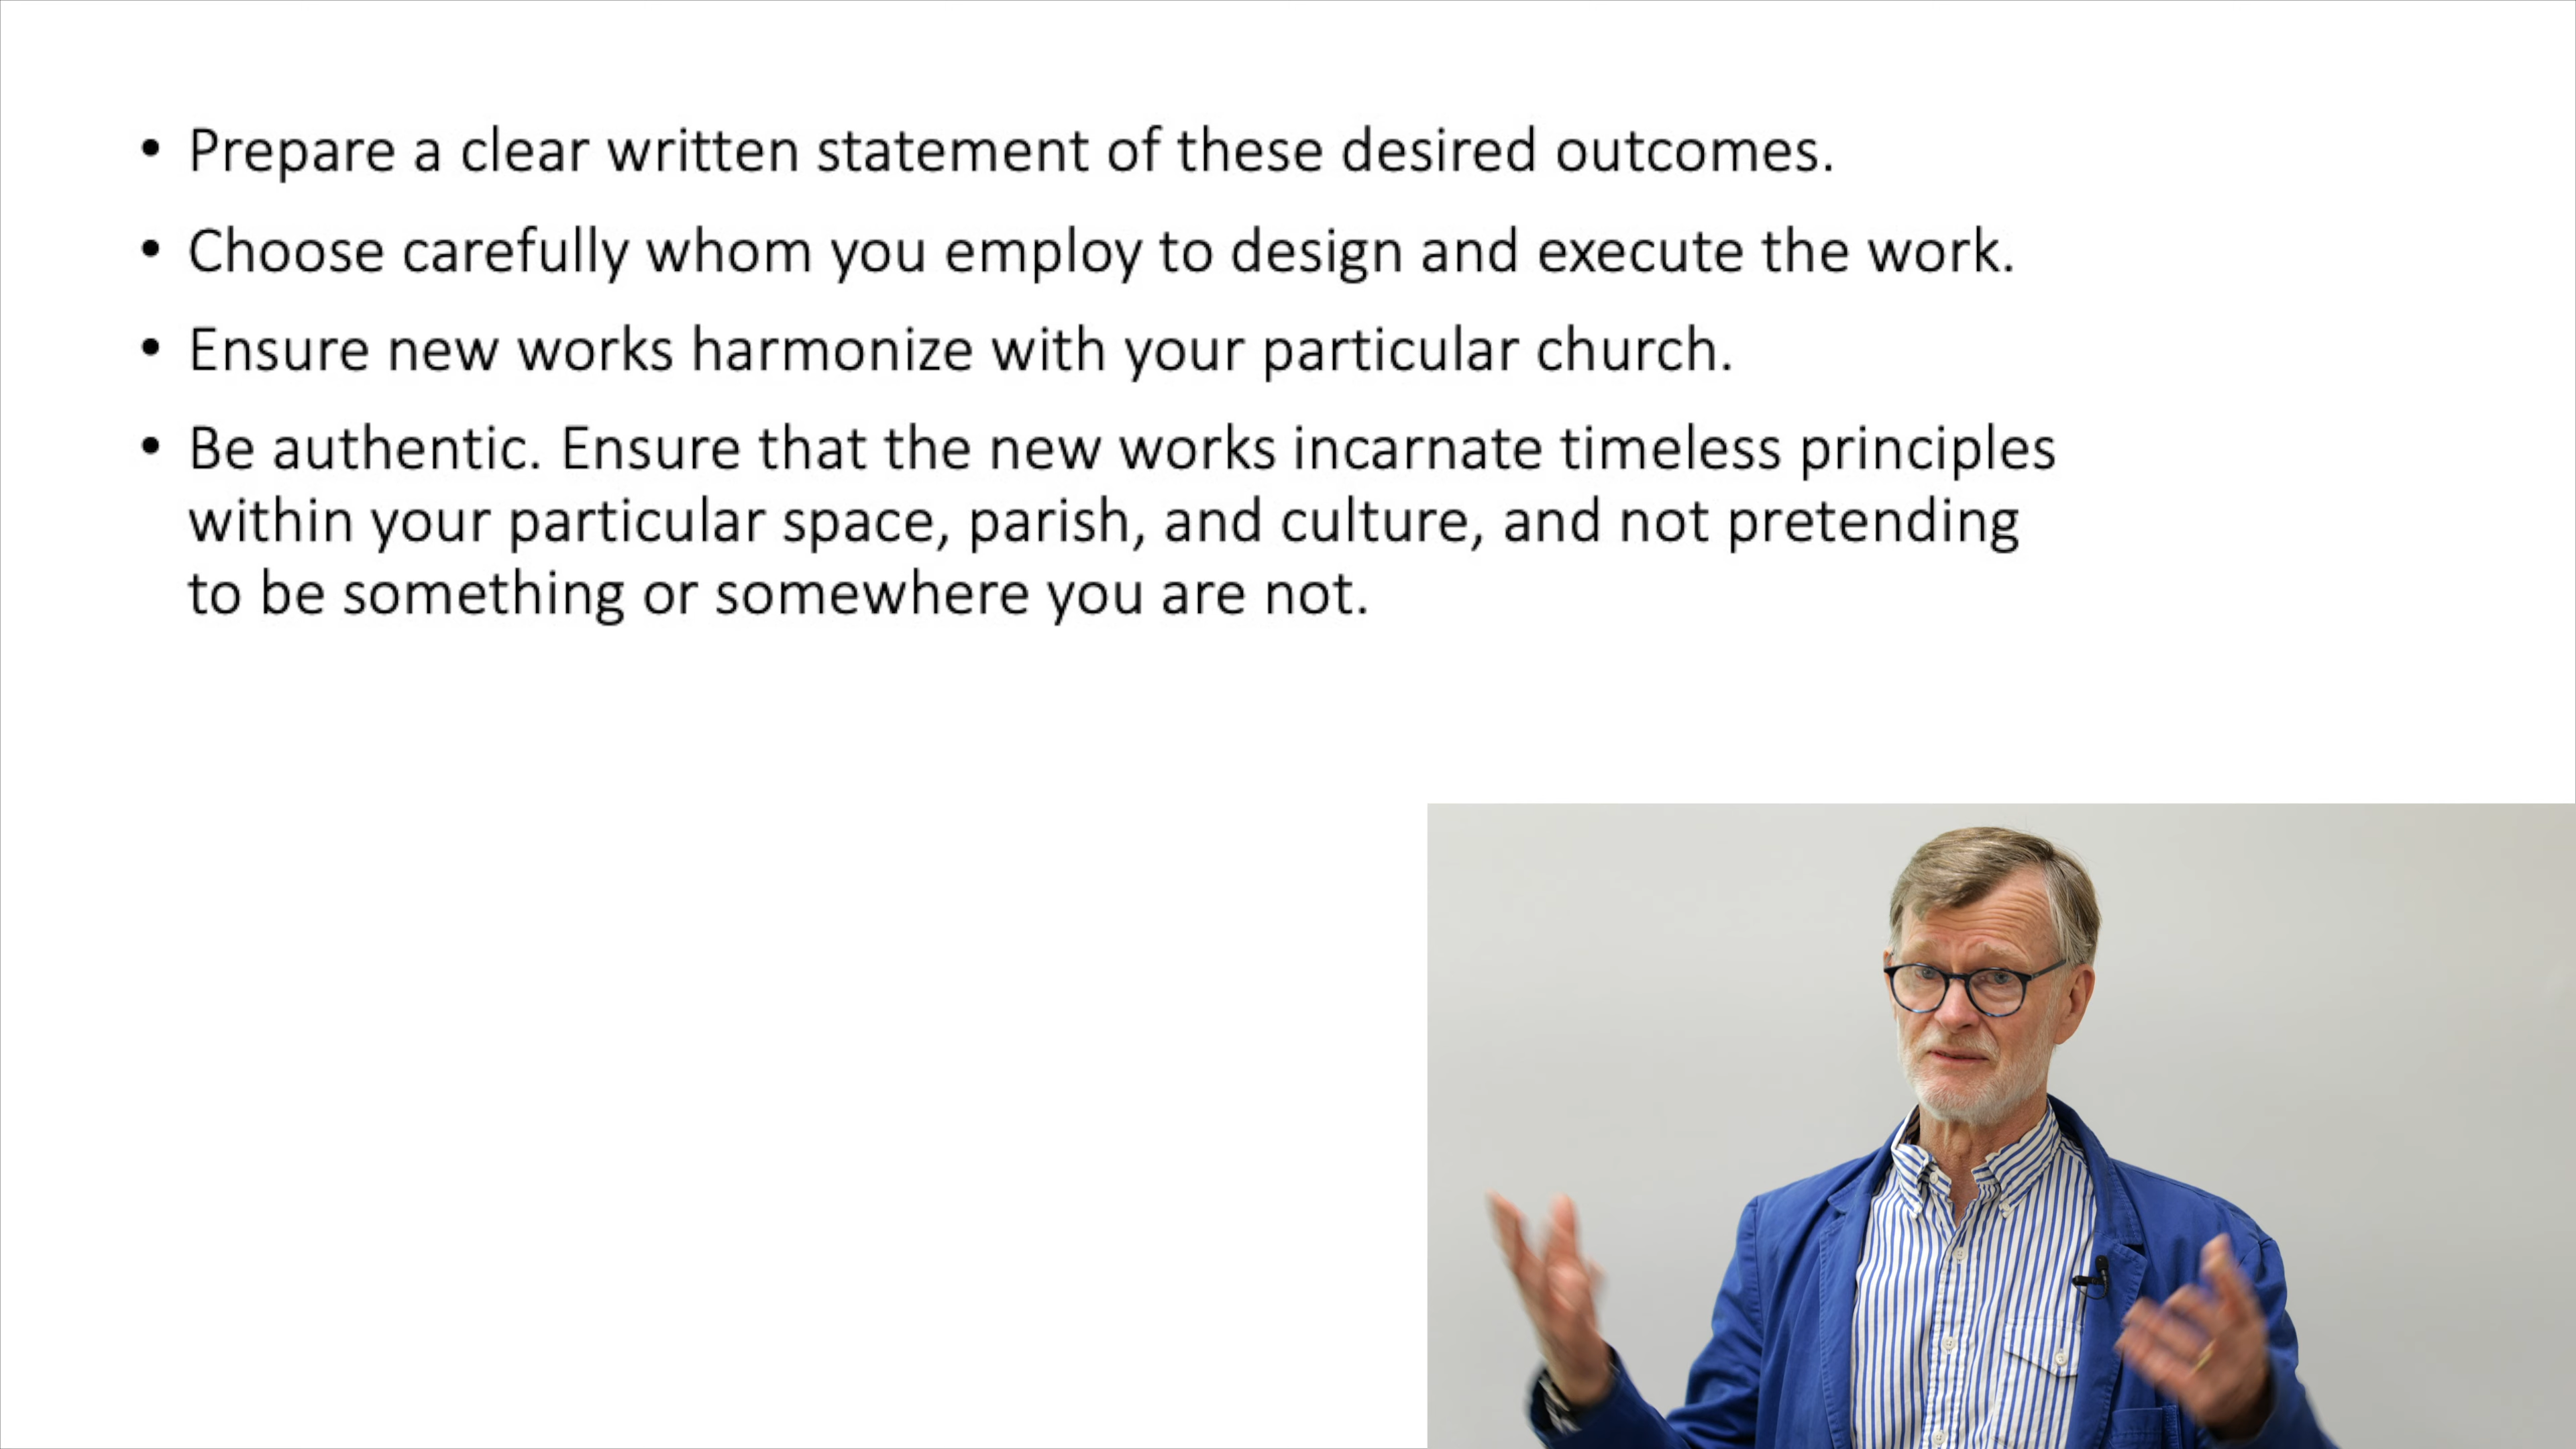 • Prepare a clear written statement of these desired outcomes.
• Choose carefully whom you employ to design and execute the work.
• Ensure new works harmonize with your particular church.
• Be authentic. Ensure that the new works incarnate timeless principles
within your particular space, parish, and culture, and not pretending
to be something or somewhere you are not.